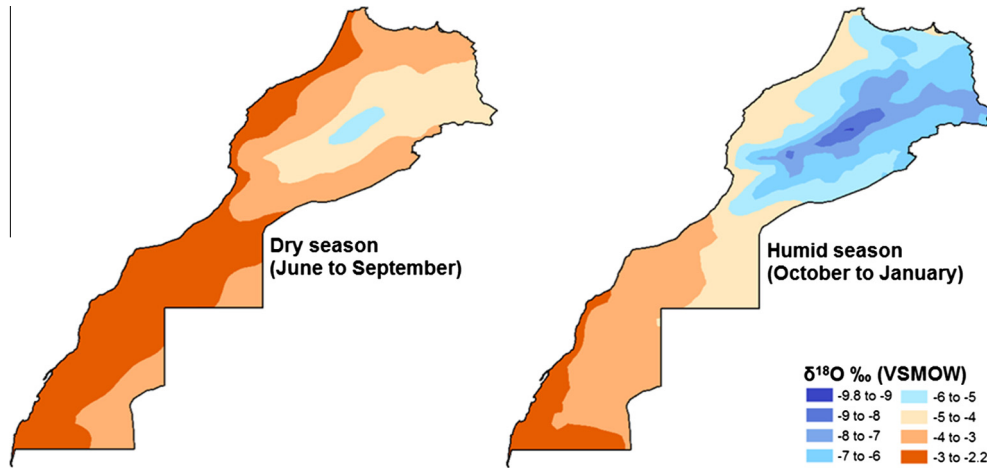 Dry season
(June to September)
Humid season
(October to January)
δ¹⁸O ‰ (VSMOW)
-9.8 to -9
-6 to -5
-9 to -8
-5 to -4
-8 to -7
-4 to -3
-7 to -6
-3 to -2.2